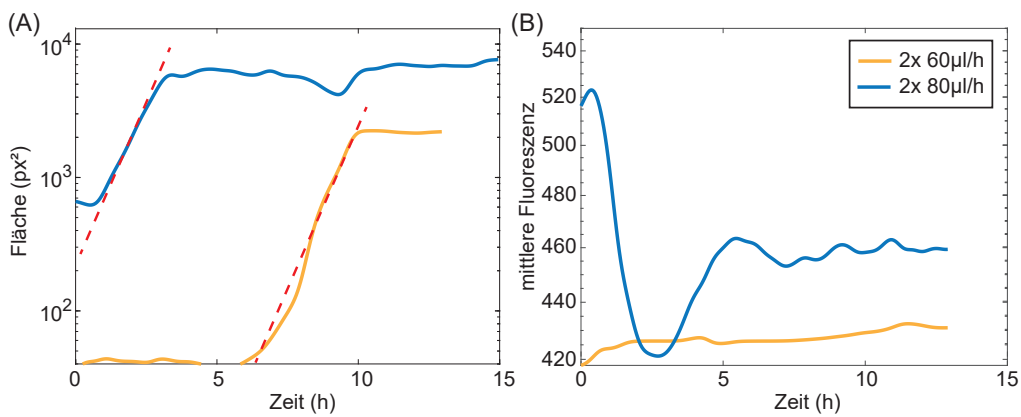 (A)
10⁴
10³
10²
Fläche (px²)
0
5
10
15
Zeit (h)
(B)
540
520
500
480
460
440
420
mittlere Fluoreszenz
2x 60µl/h
2x 80µl/h
0
5
10
15
Zeit (h)